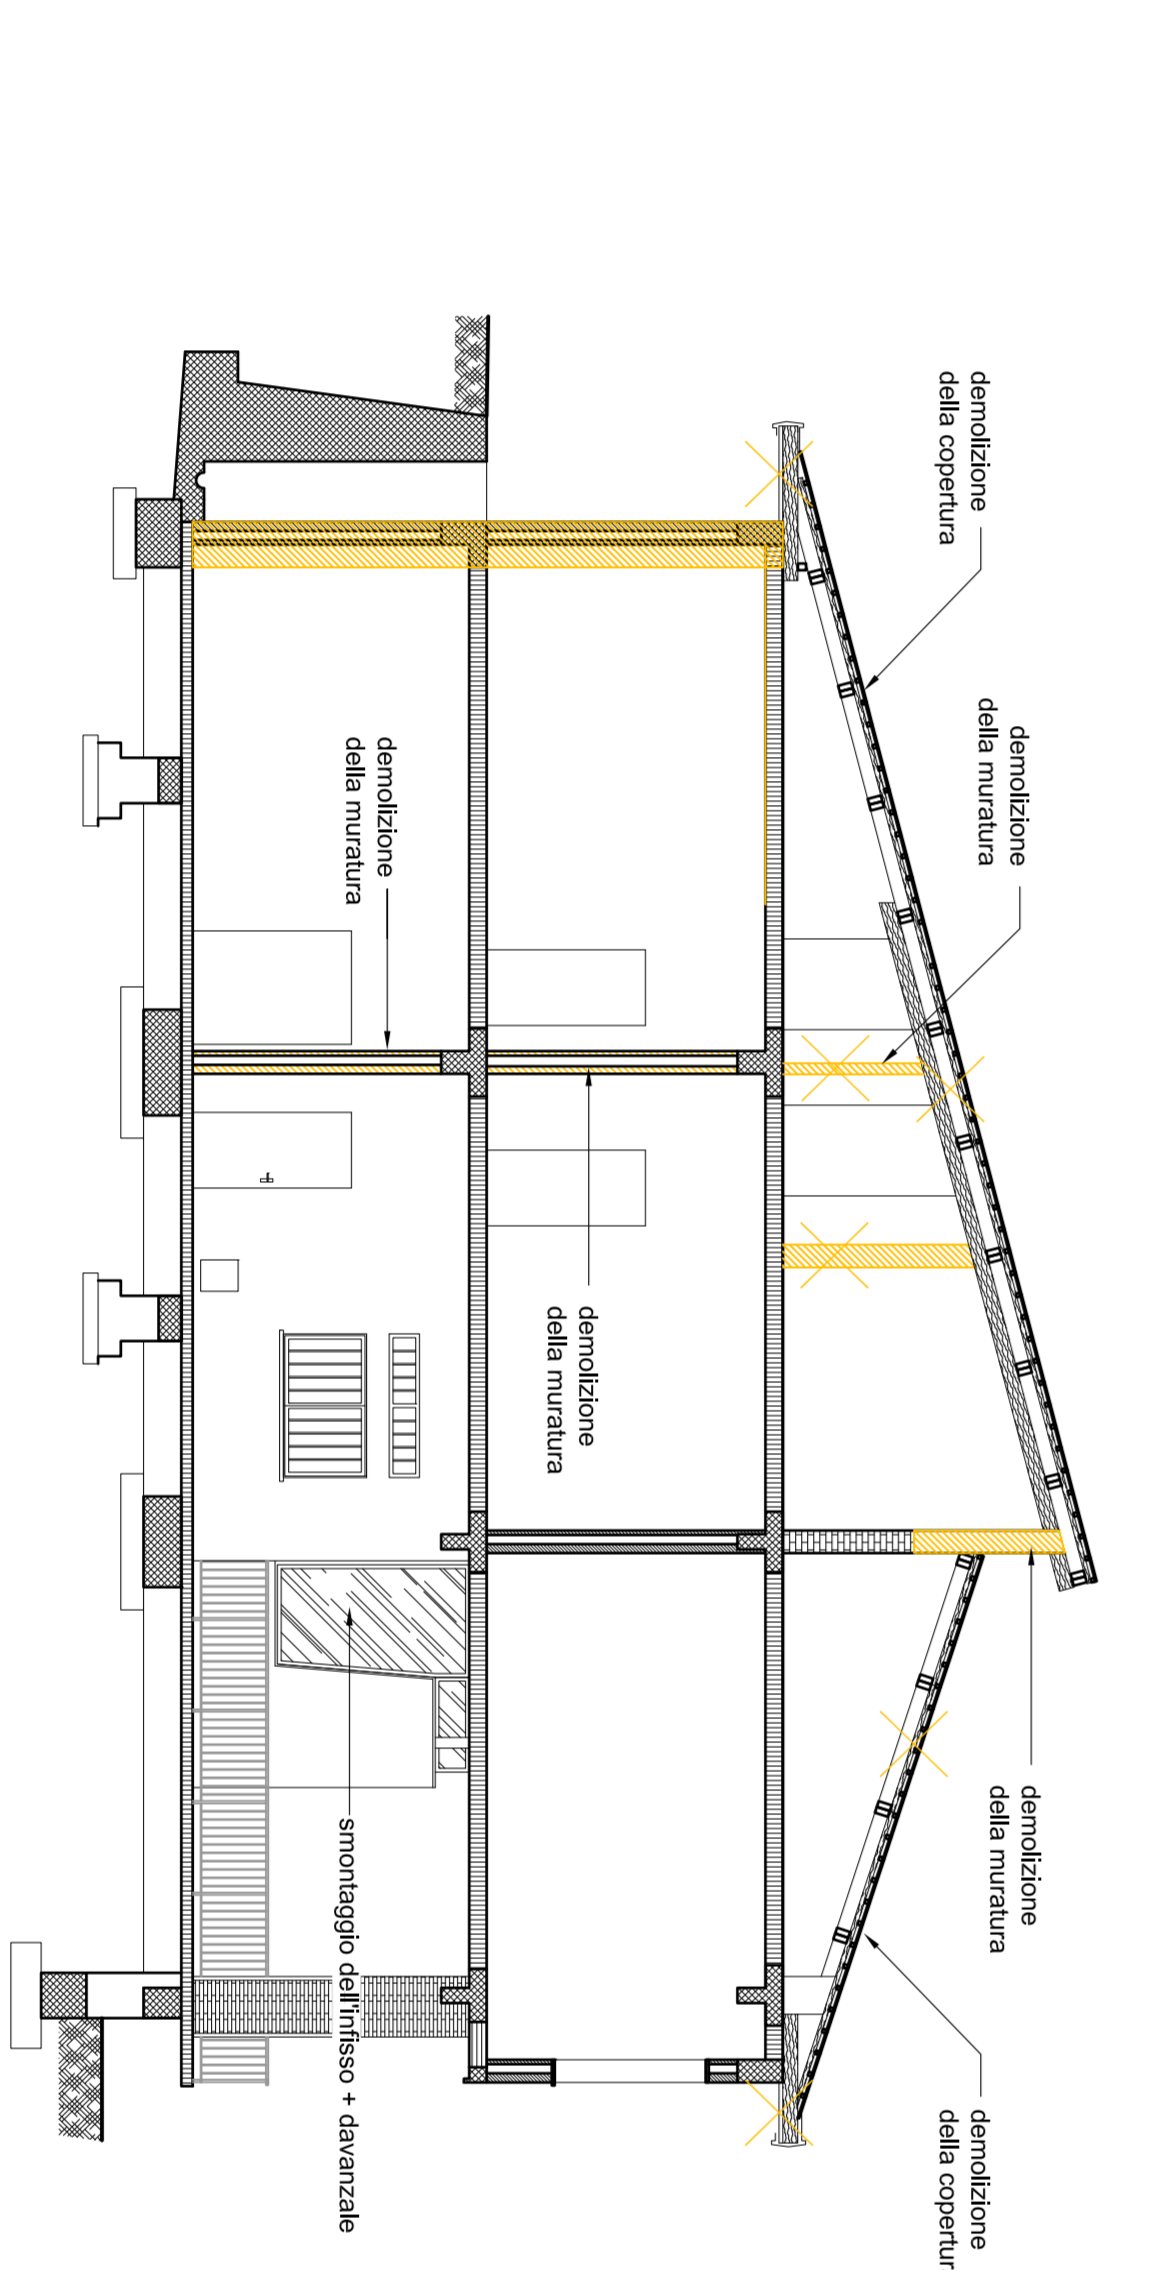 demolizione
della copertura
demolizione
della muratura
demolizione
della muratura
demolizione
della muratura
demolizione
della muratura
smontaggio dell'infisso + davanzale
demolizione
della copertur